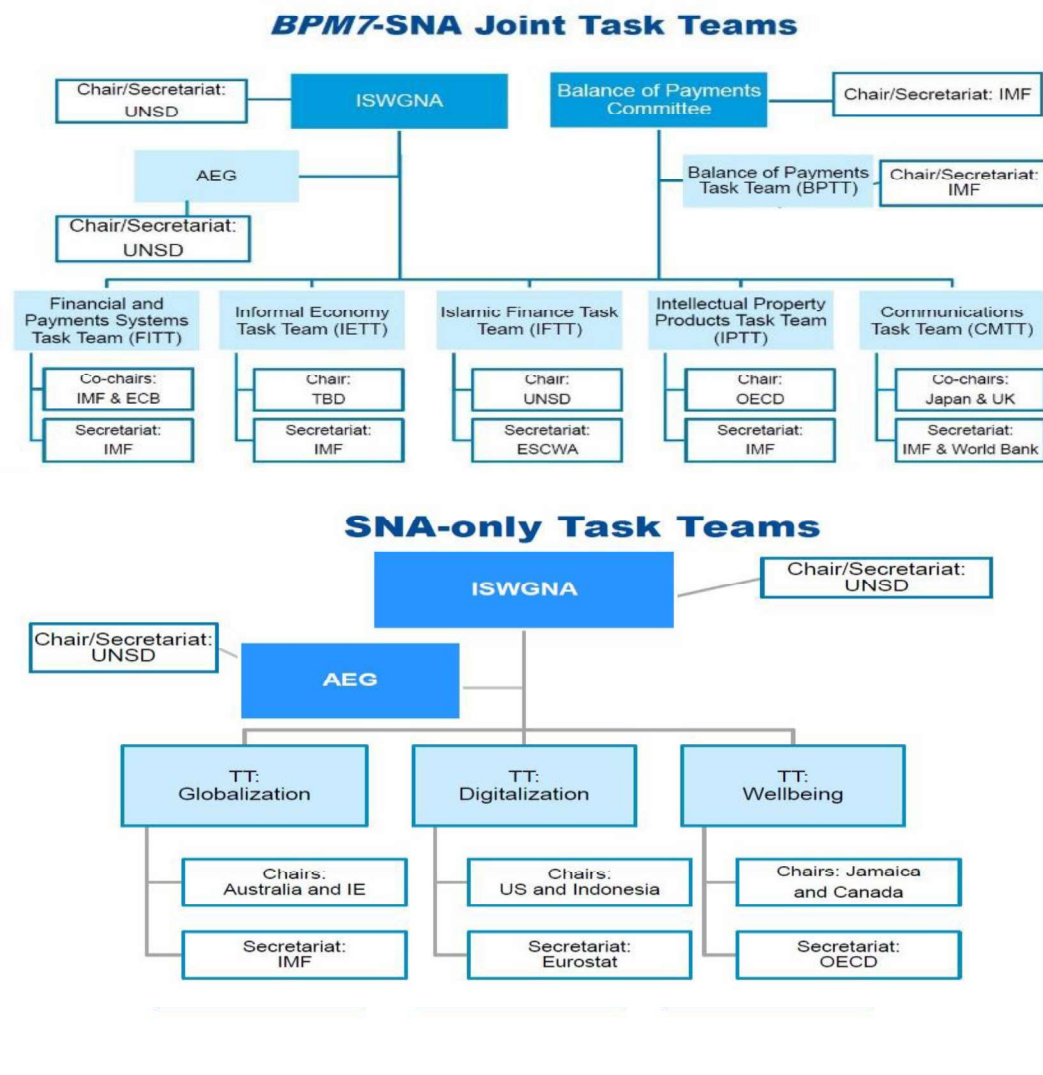 BPM7-SNA Joint Task Teams
Chair/Secretariat:
UNSD
ISWGNA
Balance of Payments
Committee
Chair/Secretariat: IMF
AEG
Balance of Payments
Task Team (BPTT)
Chair/Secretariat:
IMF
Chair/Secretariat:
UNSD
Financial and
Payments Systems
Task Team (FITT)
Informal Economy
Task Team (IETT)
Islamic Finance Task
Team (IFTT)
Intellectual Property
Products Task Team
(IPTT)
Communications
Task Team (CMTT)
Co-chairs:
IMF & ECB
Chair:
TBD
Chair:
UNSD
Chair:
OECD
Co-chairs:
Japan & UK
Secretariat:
IMF
Secretariat:
IMF
Secretariat:
ESCWA
Secretariat:
IMF
Secretariat:
IMF & World Bank
SNA-only Task Teams
ISWGNA
Chair/Secretariat:
UNSD
Chair/Secretariat:
UNSD
AEG
TT:
Globalization
TT:
Digitalization
TT:
Wellbeing
Chairs:
Australia and IE
Chairs:
US and Indonesia
Chairs: Jamaica
and Canada
Secretariat:
IMF
Secretariat:
Eurostat
Secretariat:
OECD